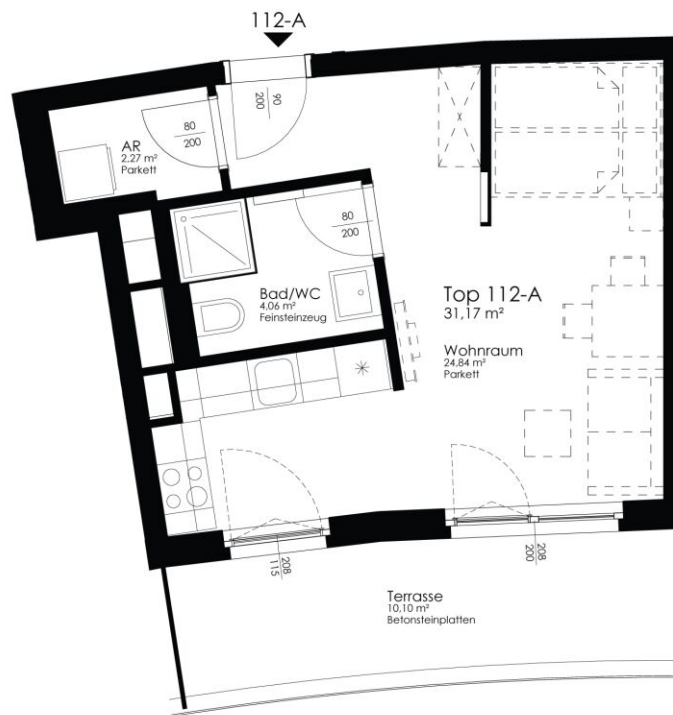 112-A
90
200
AR
2,27 m²
Parkett
80
200
80
200
Bad/WC
4,06 m²
Feinsteinzeug
Top 112-A
31,17 m²
Wohnraum
24,84 m²
Parkett
208
115
208
200
Terrasse
10,10 m²
Betonsteinplatten